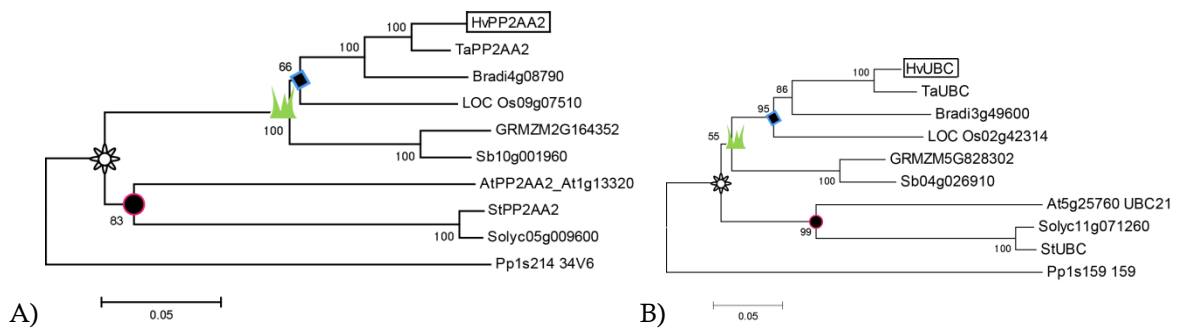 HvPP2AA2
100
TaPP2AA2
100
66
Bradi4g08790
LOC Os09g07510
100
GRMZM2G164352
100
Sb10g001960
AtPP2AA2_At1g13320
83
StPP2AA2
100
Solyc05g009600
Pp1s214 34V6
A)
0.05
HvUBC
100
TaUBC
86
95
Bradi3g49600
LOC Os02g42314
55
GRMZM5G828302
100
Sb04g026910
At5g25760 UBC21
99
Solyc11g071260
100
StUBC
Pp1s159 159
B)
0.05